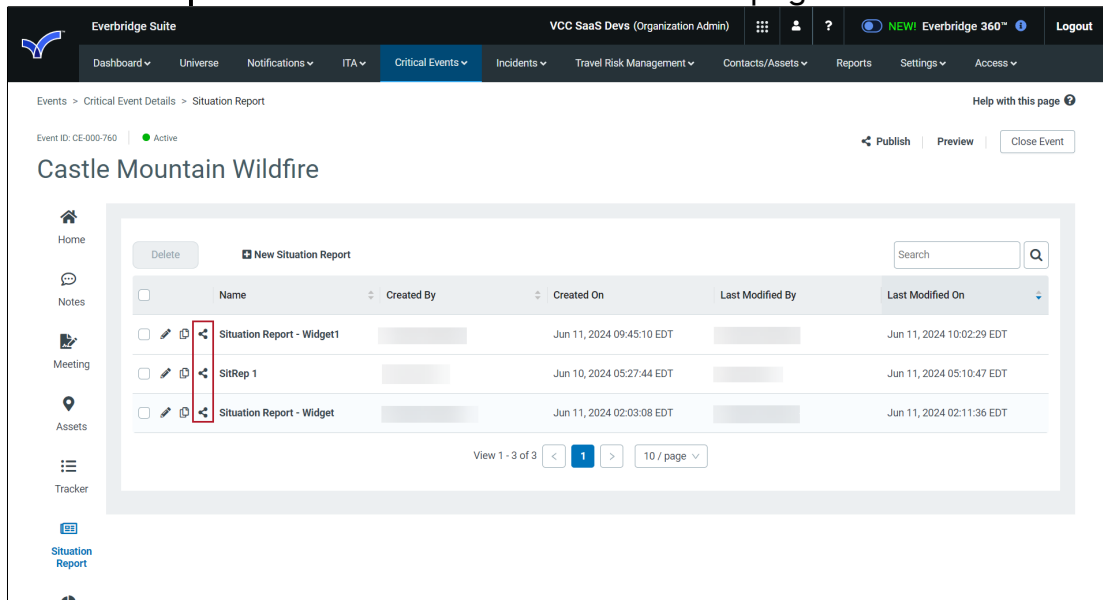 Everbridge Suite VCC SaaS Devs (Organization Admin) ? NEW! Everbridge 360™ i Logout
Dashboard Universe Notifications ITA Critical Events Incidents Travel Risk Management Contacts/Assets Reports Settings Access
Events > Critical Event Details > Situation Report Help with this page ?
Event ID: CE-000-760 Active Publish Preview Close Event
Castle Mountain Wildfire
Home
Delete New Situation Report Search
Notes
Name Created By Created On Last Modified By Last Modified On
Situation Report - Widget1 Jun 11, 2024 09:45:10 EDT Jun 11, 2024 10:02:29 EDT
Meeting
SitRep 1 Jun 10, 2024 05:27:44 EDT Jun 11, 2024 05:10:47 EDT
Assets
Situation Report - Widget Jun 11, 2024 02:03:08 EDT Jun 11, 2024 02:11:36 EDT
View 1 - 3 of 3 < 1 > 10 / page
Tracker
Situation
Report